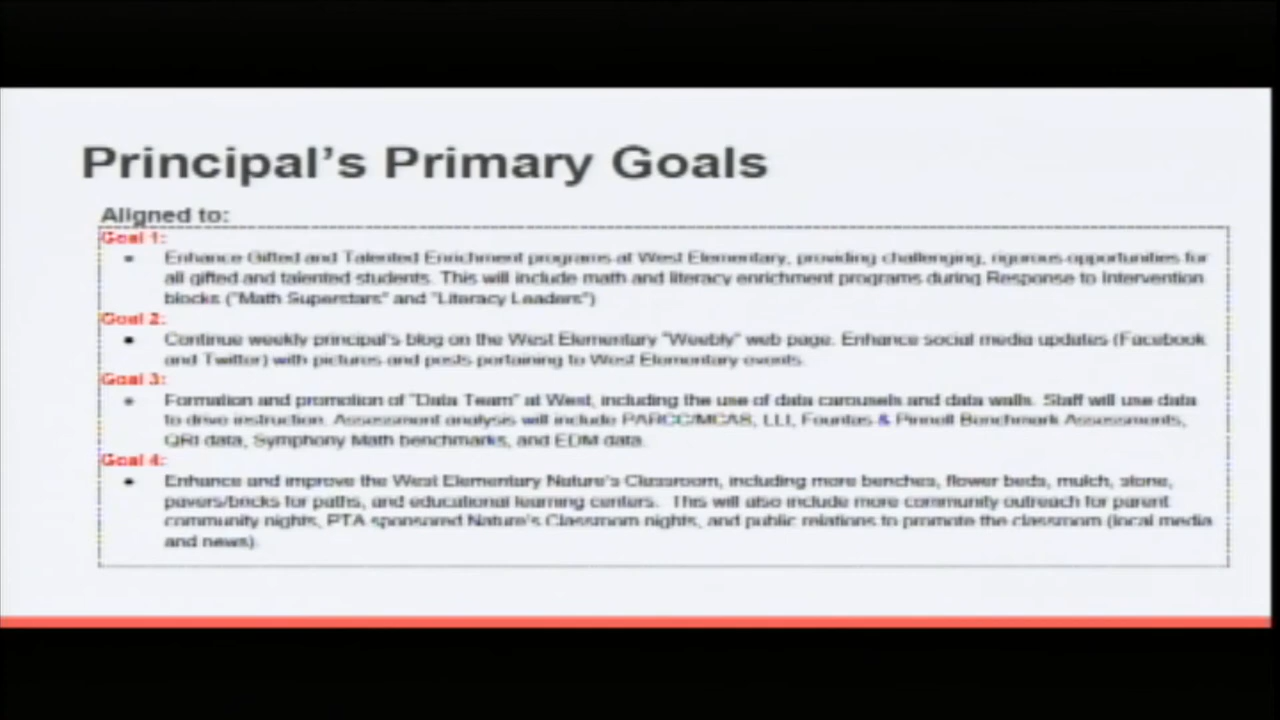 Principal's Primary Goals
Aligned to:
Goal 1:
• Enhance Gifted and Talented Enrichment programs at West Elementary, providing challenging, rigorous opportunities for
all gifted and talented students. This will include math and literacy enrichment programs during Response to Intervention
blocks ("Math Superstars" and "Literacy Leaders")
Goal 2:
• Continue weekly principal's blog on the West Elementary "Weebly" web page. Enhance social media updates (Facebook
and Twitter) with pictures and posts pertaining to West Elementary events.
Goal 3:
• Formation and promotion of "Data Team" at West, including the use of data carousels and data walls. Staff will use data
to drive instruction. Assessment analysis will include PARCC/MCAS, LLI, Fountas & Pinnell Benchmark Assessments,
QRI data, Symphony Math benchmarks, and EDM data.
Goal 4:
• Enhance and improve the West Elementary Nature's Classroom, including more benches, flower beds, mulch, stone,
pavers/bricks for paths, and educational learning centers. This will also include more community outreach for parent
community nights, PTA sponsored Nature's Classroom nights, and public relations to promote the classroom (local media
and news).